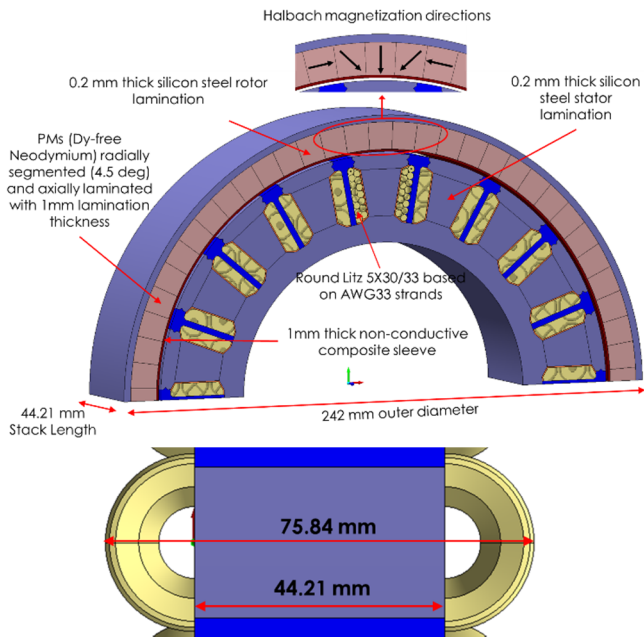 Halbach magnetization directions
0.2 mm thick silicon steel rotor
lamination
0.2 mm thick silicon
steel stator
lamination
PMs (Dy-free
Neodymium) radially
segmented (4.5 deg)
and axially laminated
with 1mm lamination
thickness
Round Litz 5X30/33 based
on AWG33 strands
1mm thick non-conductive
composite sleeve
44.21 mm
Stack Length
242 mm outer diameter
75.84 mm
44.21 mm